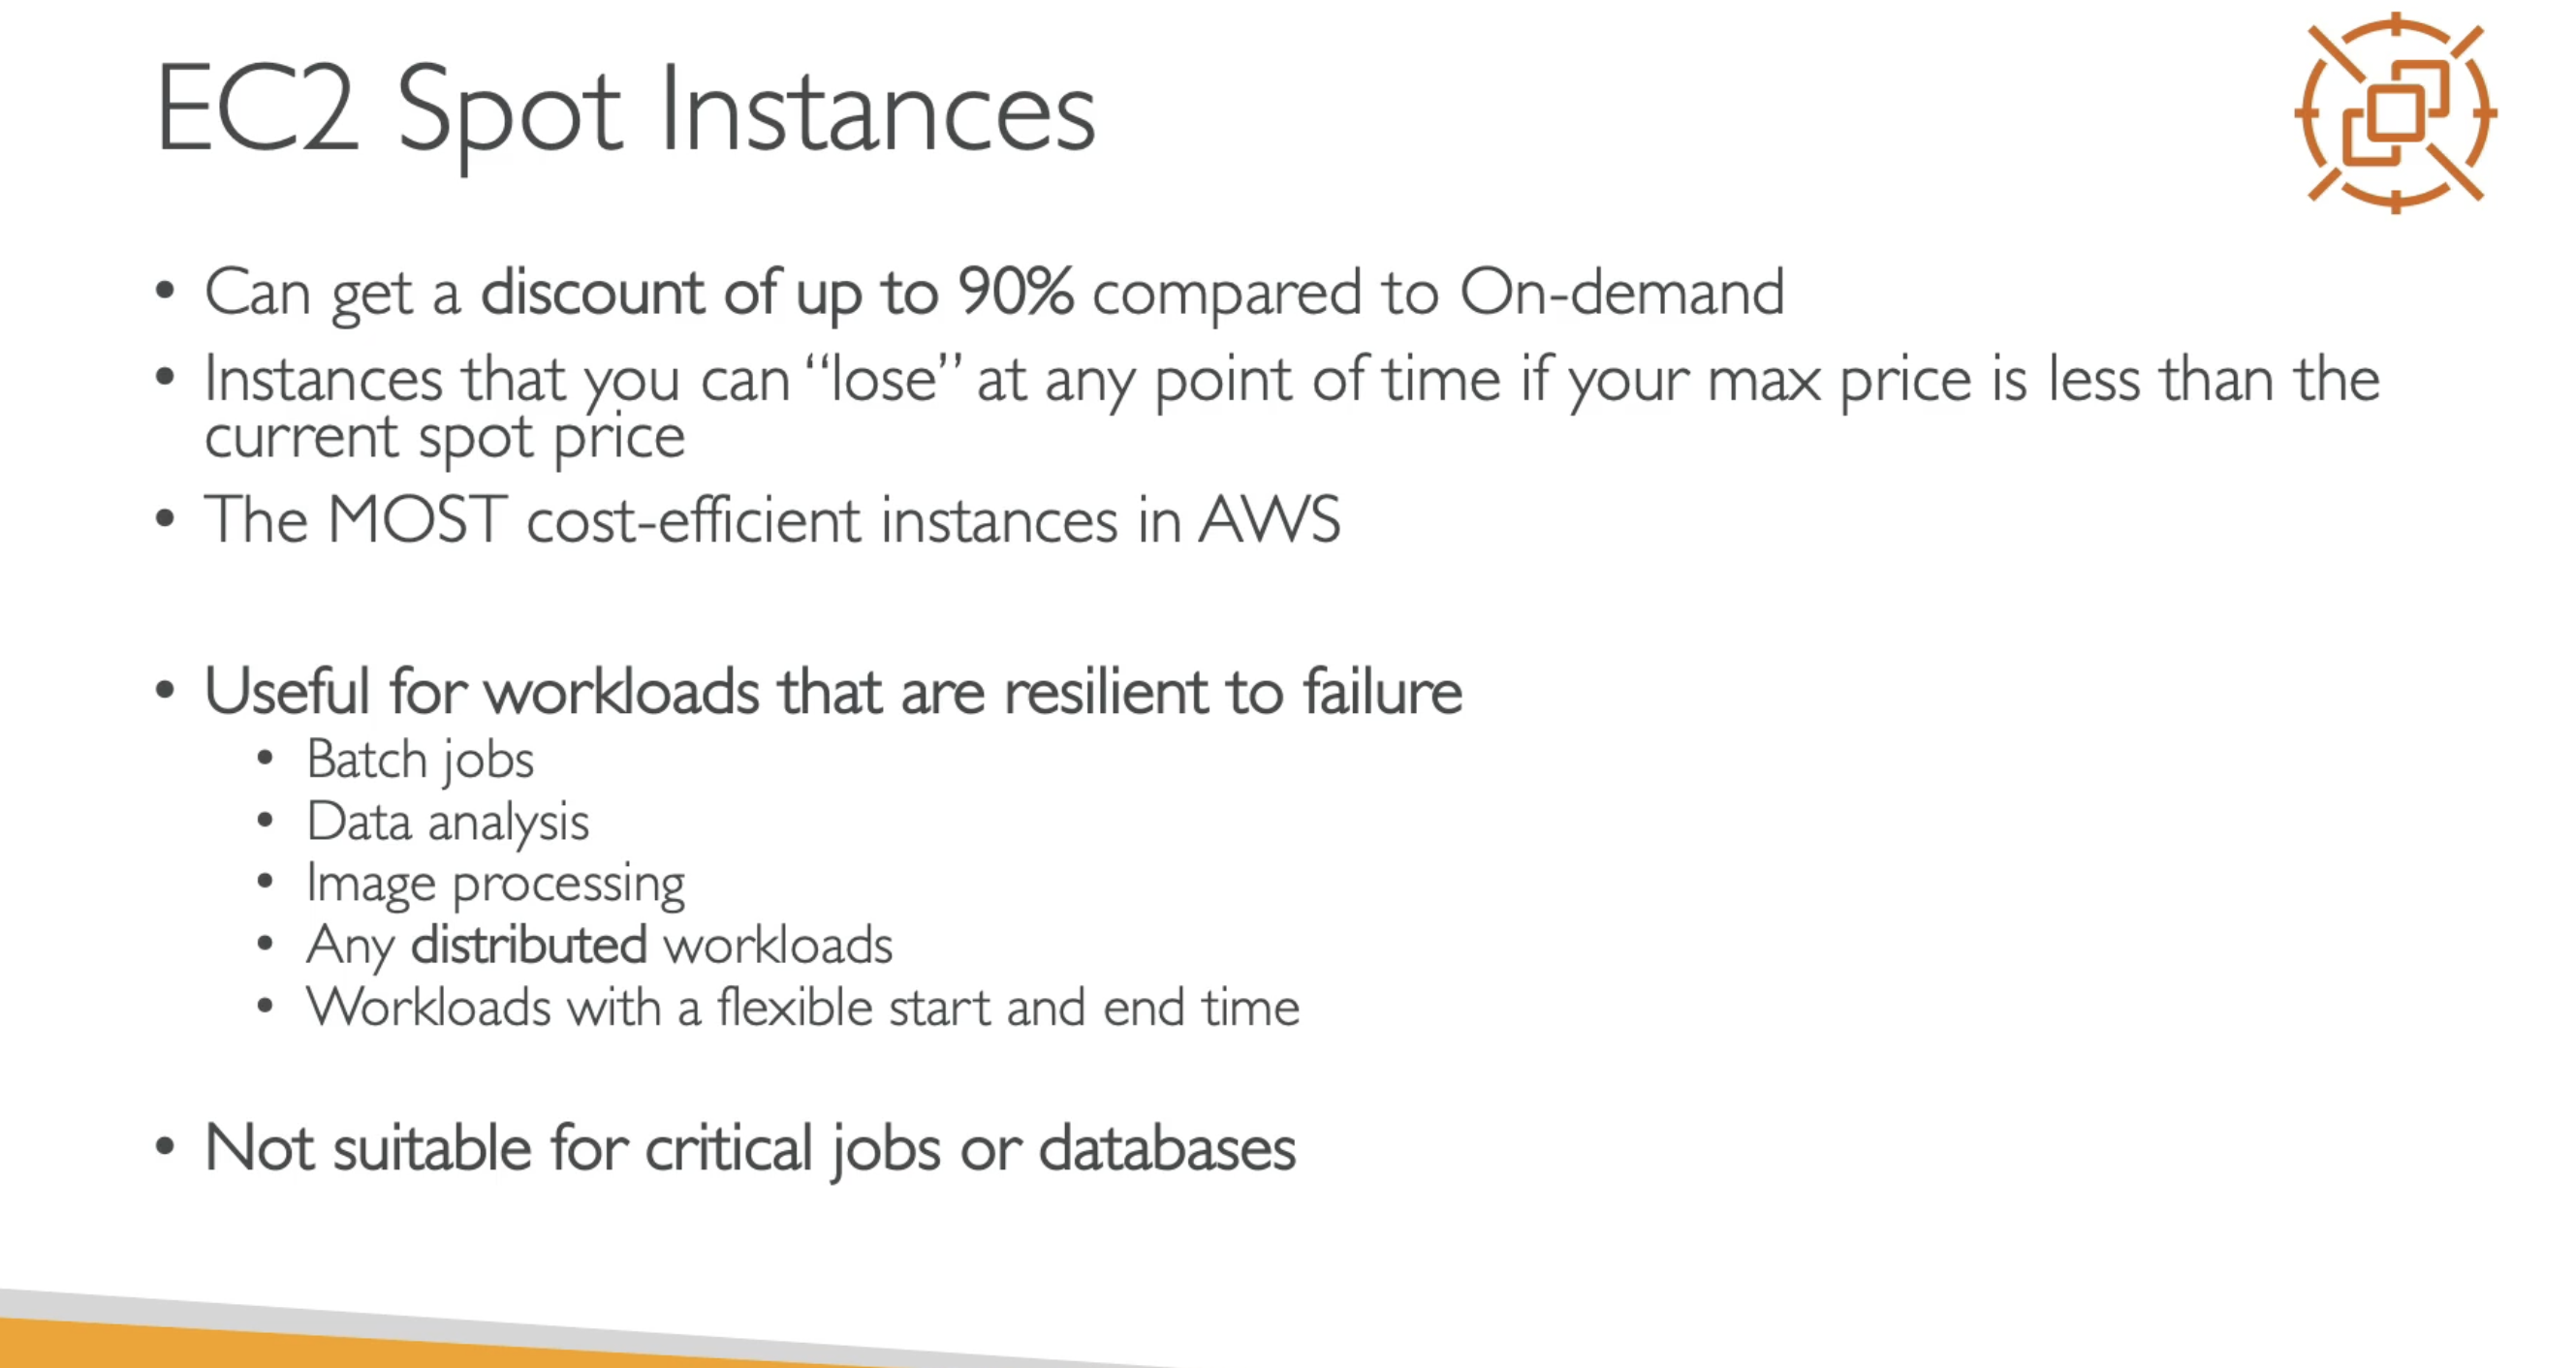 EC2 Spot Instances
• Can get a discount of up to 90% compared to On-demand
• Instances that you can “lose” at any point of time if your max price is less than the
current spot price
• The MOST cost-efficient instances in AWS
• Useful for workloads that are resilient to failure
• Batch jobs
• Data analysis
• Image processing
• Any distributed workloads
• Workloads with a flexible start and end time
• Not suitable for critical jobs or databases